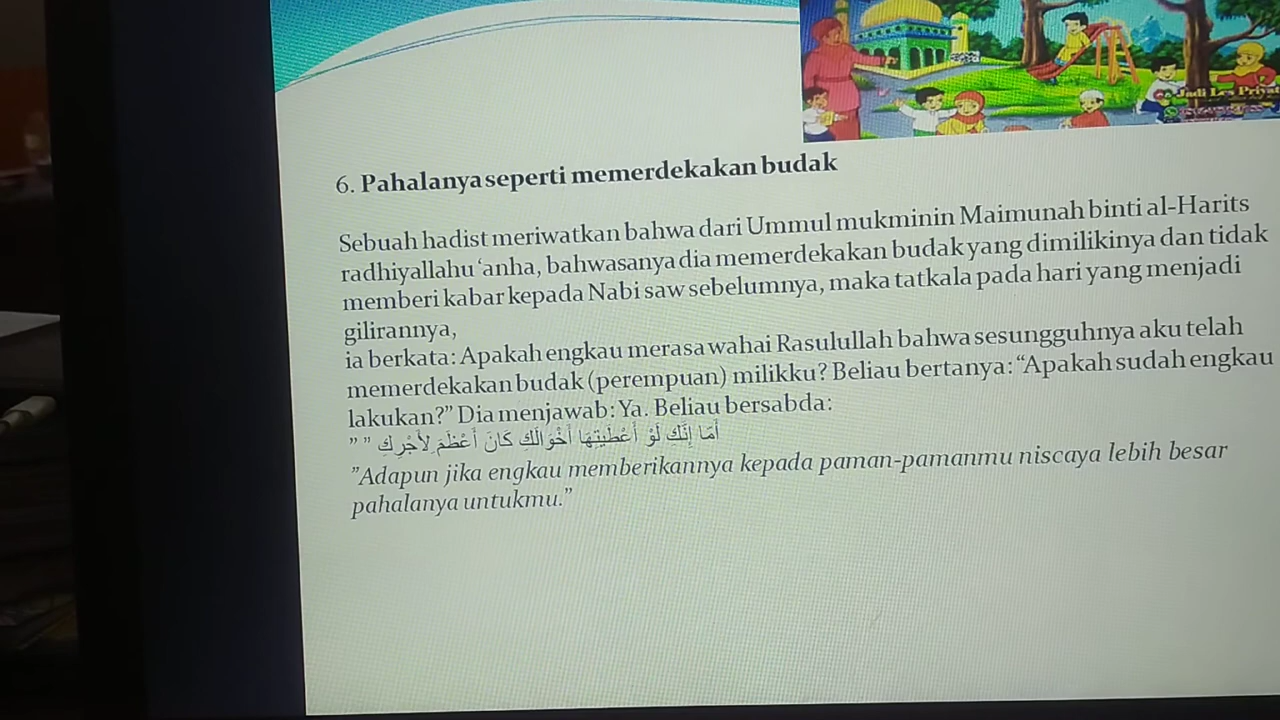 Jadi Les Privat
6. Pahalanya seperti memerdekakan budak
Sebuah hadist meriwatkan bahwa dari Ummul mukminin Maimunah binti al-Harits
radhiyallahu ‘anha, bahwasanya dia memerdekakan budak yang dimilikinya dan tidak
memberi kabar kepada Nabi saw sebelumnya, maka tatkala pada hari yang menjadi
gilirannya,
ia berkata: Apakah engkau merasa wahai Rasulullah bahwa sesungguhnya aku telah
memerdekakan budak (perempuan) milikku? Beliau bertanya: “Apakah sudah engkau
lakukan?” Dia menjawab: Ya. Beliau bersabda:
أَمَا إِنَّكِ لَوْ أَعْطَيْتِهَا أَخْوَالَكِ كَانَ أَعْظَمَ لِأَجْرِكِ ” ”
”Adapun jika engkau memberikannya kepada paman-pamanmu niscaya lebih besar
pahalanya untukmu.”